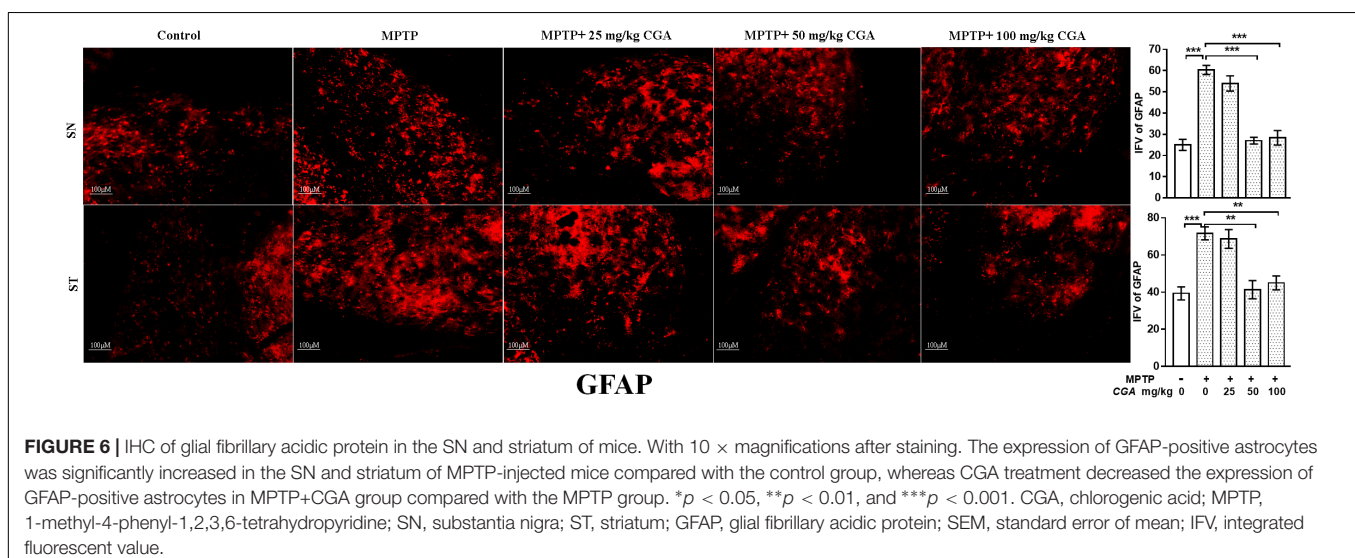 Control MPTP MPTP+ 25 mg/kg CGA MPTP+ 50 mg/kg CGA MPTP+ 100 mg/kg CGA
SN
100μM 100μM 100μM 100μM 100μM
ST
100μM 100μM 100μM 100μM 100μM
GFAP
IFV of GFAP
70
60
50
40
30
20
10
0
***
***
***
IFV of GFAP
80
60
40
20
0
***
**
**
MPTP - + + + +
CGA mg/kg 0 0 25 50 100
FIGURE 6 | IHC of glial fibrillary acidic protein in the SN and striatum of mice. With 10 × magnifications after staining. The expression of GFAP-positive astrocytes
was significantly increased in the SN and striatum of MPTP-injected mice compared with the control group, whereas CGA treatment decreased the expression of
GFAP-positive astrocytes in MPTP+CGA group compared with the MPTP group. *p < 0.05, **p < 0.01, and ***p < 0.001. CGA, chlorogenic acid; MPTP,
1-methyl-4-phenyl-1,2,3,6-tetrahydropyridine; SN, substantia nigra; ST, striatum; GFAP, glial fibrillary acidic protein; SEM, standard error of mean; IFV, integrated
fluorescent value.